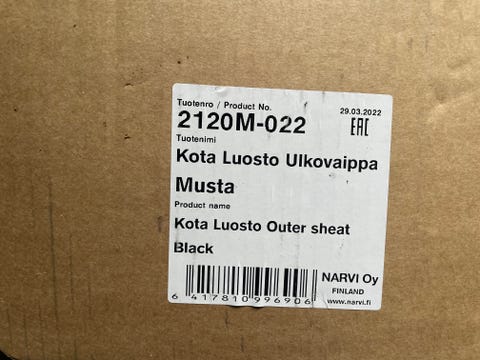 Tuotenro / Product No.
29.03.2022
2120M-022
EAC
Tuotenimi
Kota Luosto Ulkovaippa
Musta
Product name
Kota Luosto Outer sheat
Black
NARVI Oy
FINLAND
www.narvi.fi
6 417810 996906